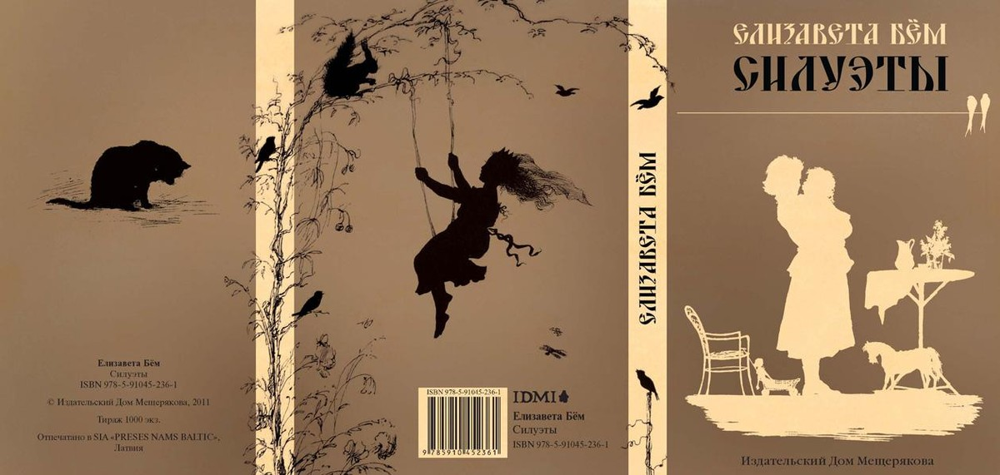 Елизавета Бём
Силуэты
ISBN 978-5-91045-236-1
© Издательский Дом Мещерякова, 2011
Тираж 1000 экз.
Отпечатано в SIA «PRESES NAMS BALTIC»,
Латвия
ISBN 978-5-91045-236-1
9 785910 452361
IDMI
Елизавета Бём
Силуэты
ISBN 978-5-91045-236-1
ЕЛИЗАВЕТА БЁМ
ЕЛИЗАВЕТА БЁМ
СИЛУЭТЫ
Издательский Дом Мещерякова